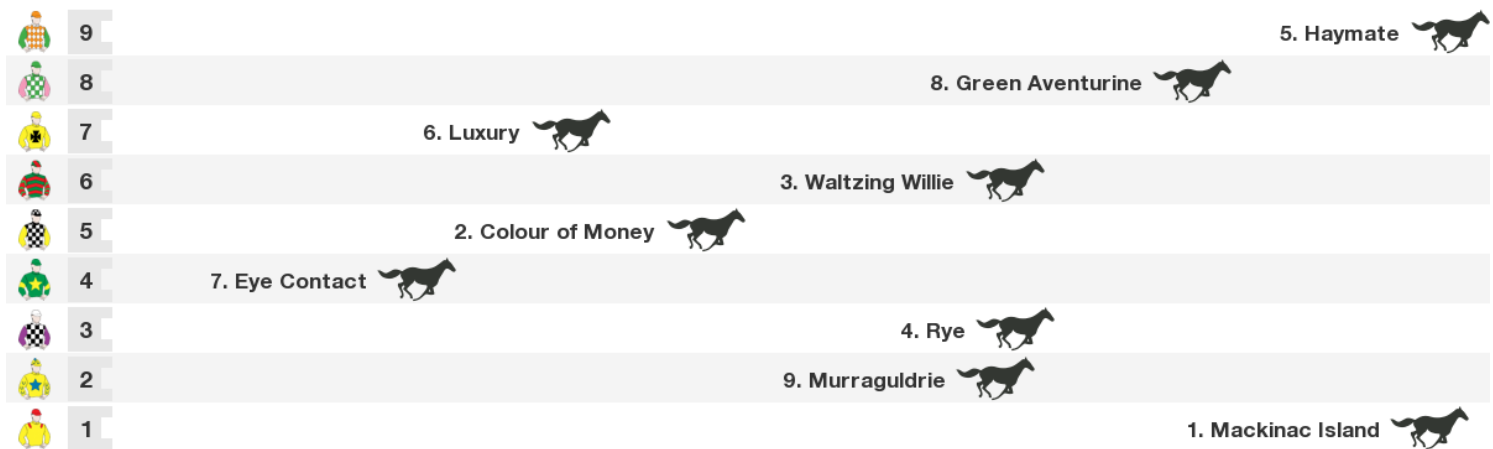 9 5. Haymate
8 8. Green Aventurine
7 6. Luxury
6 3. Waltzing Willie
5 2. Colour of Money
4 7. Eye Contact
3 4. Rye
2 9. Murraguldrie
1 1. Mackinac Island